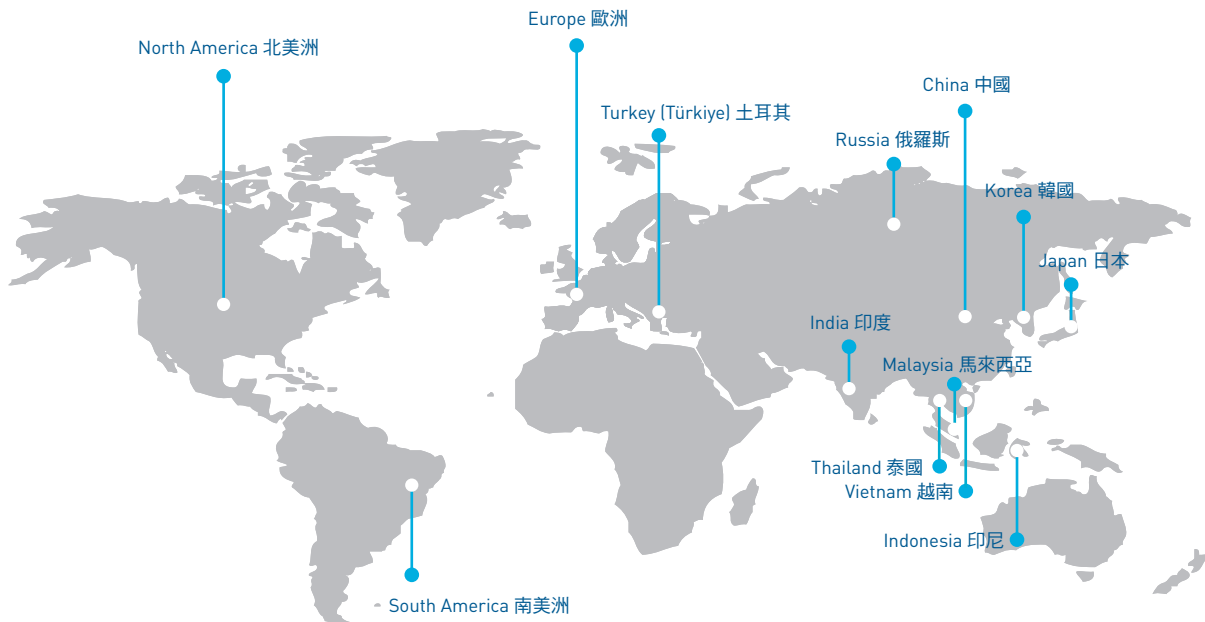 Europe 歐洲
North America 北美洲
China 中國
Turkey (Türkiye) 土耳其
Russia 俄羅斯
Korea 韓國
Japan 日本
India 印度
Malaysia 馬來西亞
Thailand 泰國
Vietnam 越南
Indonesia 印尼
South America 南美洲